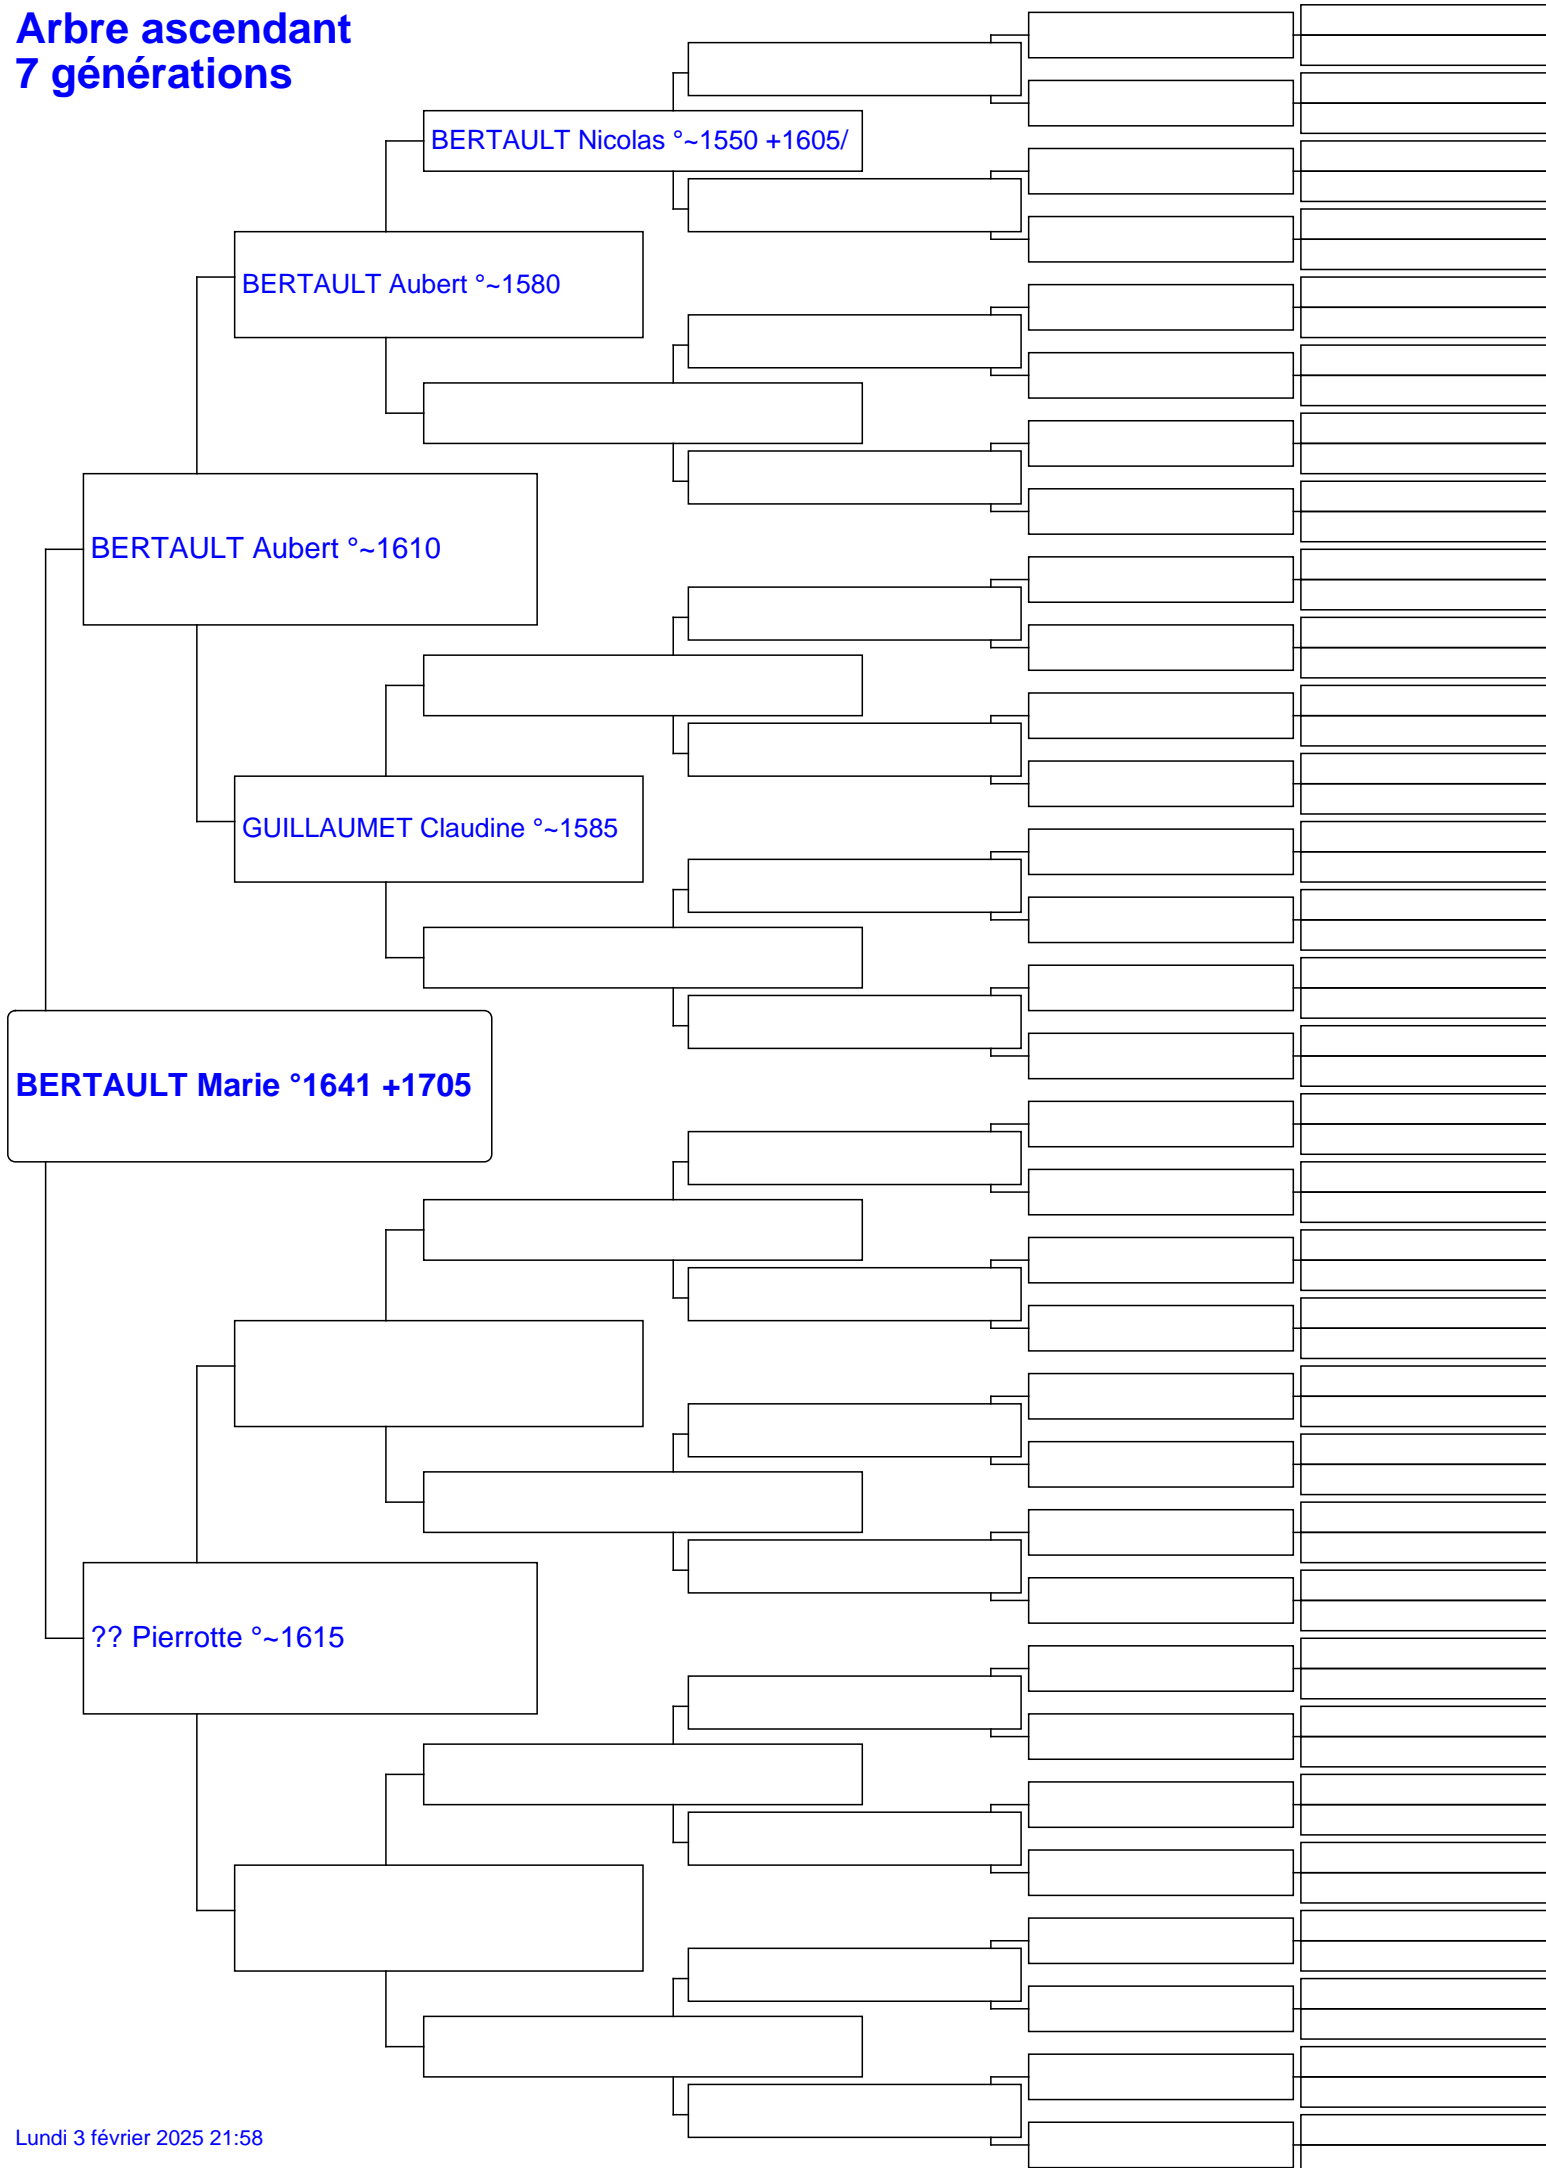 Arbre ascendant
7 générations
BERTAULT Nicolas °~1550 +1605/
BERTAULT Aubert °~1580
BERTAULT Aubert °~1610
GUILLAUMET Claudine °~1585
BERTAULT Marie °1641 +1705
?? Pierrotte °~1615
Lundi 3 février 2025 21:58